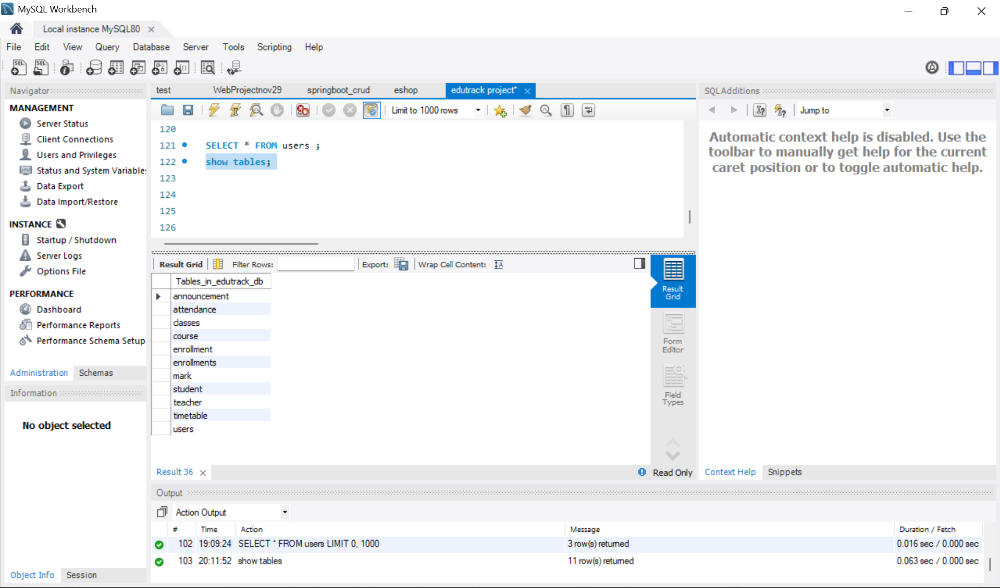 MySQL Workbench
Local instance MySQL80
File Edit View Query Database Server Tools Scripting Help
Navigator
MANAGEMENT
Server Status
Client Connections
Users and Privileges
Status and System Variables
Data Export
Data Import/Restore
INSTANCE
Startup / Shutdown
Server Logs
Options File
PERFORMANCE
Dashboard
Performance Reports
Performance Schema Setup
Administration Schemas
Information
No object selected
Object Info Session
test WebProjectnov29 springboot_crud eshop edutrack project*
Limit to 1000 rows
120
121 SELECT * FROM users ;
122 show tables;
123
124
125
126
Result Grid Filter Rows: Export: Wrap Cell Content:
Tables_in_edutrack_db
announcement
attendance
classes
course
enrollment
enrollments
mark
student
teacher
timetable
users
Result
Grid
Form
Editor
Field
Types
Result 36 Read Only
SQLAdditions
Jump to
Automatic context help is disabled. Use the
toolbar to manually get help for the current
caret position or to toggle automatic help.
Context Help Snippets
Output
Action Output
# Time Action Message Duration / Fetch
102 19:09:24 SELECT * FROM users LIMIT 0, 1000 3 row(s) returned 0.016 sec / 0.000 sec
103 20:11:52 show tables 11 row(s) returned 0.063 sec / 0.000 sec